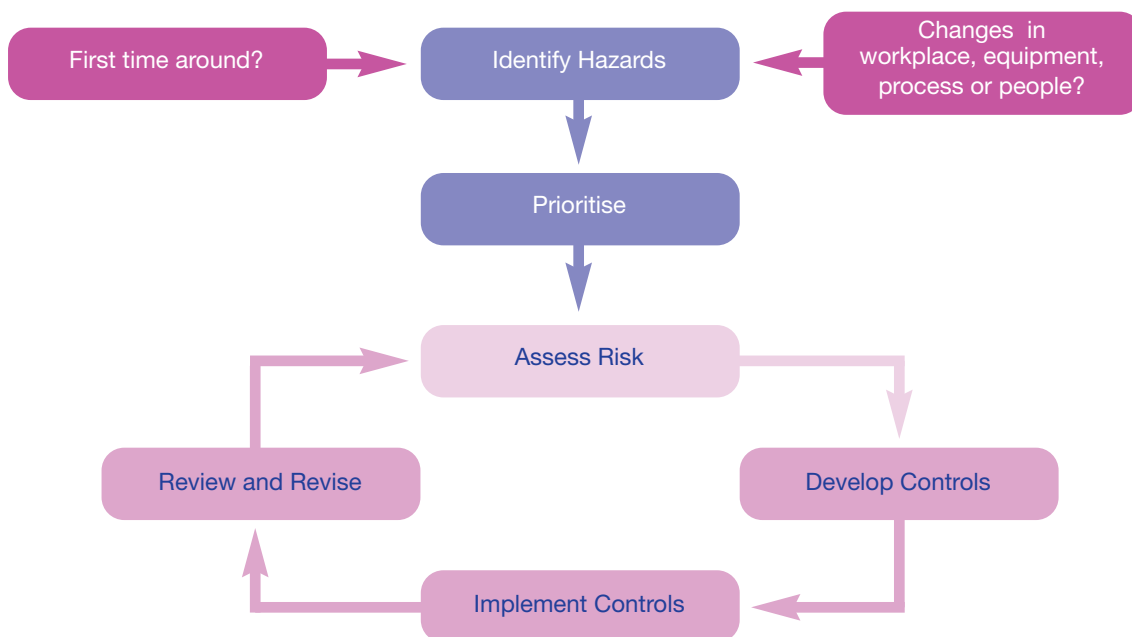 First time around?
Identify Hazards
Changes in
workplace, equipment,
process or people?
Prioritise
Assess Risk
Review and Revise
Develop Controls
Implement Controls